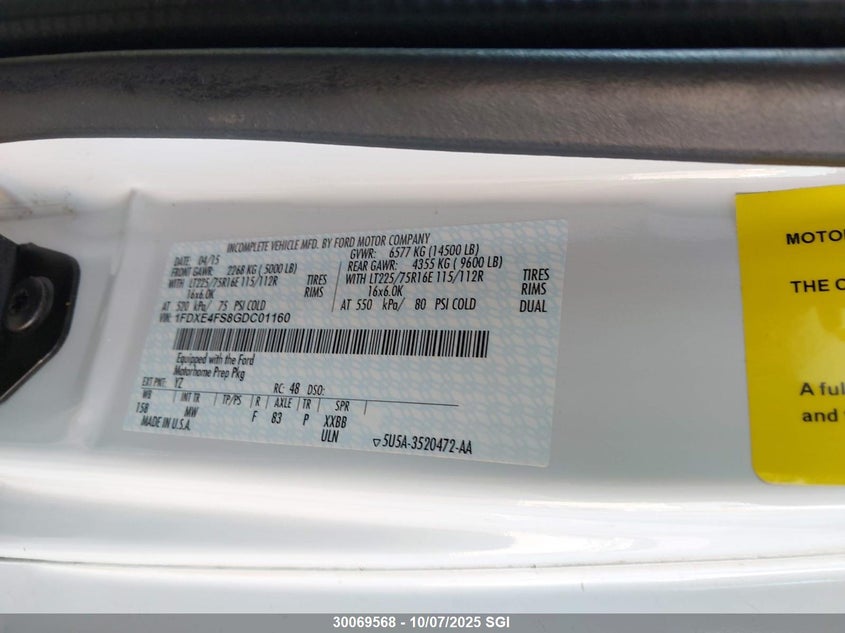 INCOMPLETE VEHICLE MFD. BY FORD MOTOR COMPANY
DATE: 04/15 GVWR: 6577 KG (14500 LB)
FRONT GAWR: 2268 KG ( 5000 LB) REAR GAWR: 4355 KG ( 9600 LB)
WITH LT225/75R16E 115/112R TIRES WITH LT225/75R16E 115/112R TIRES
16x6.0K RIMS 16x6.0K RIMS
AT 520 kPa/ 75 PSI COLD AT 550 kPa/ 80 PSI COLD DUAL
VIN: 1FDXE4FS8GDC01160
Equipped with the Ford
Motorhome Prep Pkg
EXT PNT: YZ RC: 48 DSO:
WB INT TR TP/PS R AXLE TR SPR
158 MW F 83 P XXBB
MADE IN U.S.A. ULN 5U5A-3520472-AA
MOTO
THE C
A full
and
30069568 - 10/07/2025 SGI